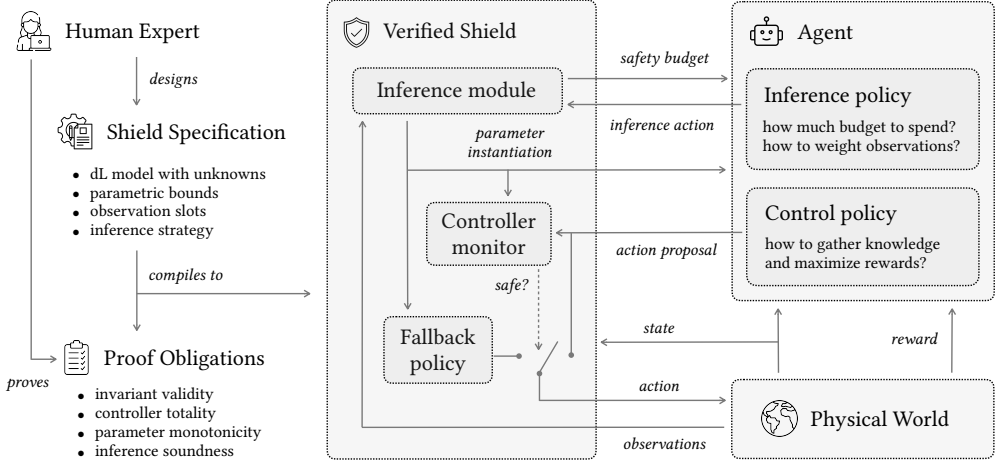 Human Expert
designs
Shield Specification
• dL model with unknowns
• parametric bounds
• observation slots
• inference strategy
compiles to
Proof Obligations
proves
• invariant validity
• controller totality
• parameter monotonicity
• inference soundness
Verified Shield
Inference module
parameter
instantiation
Controller
monitor
safe?
Fallback
policy
safety budget
inference action
action proposal
state
action
observations
reward
Agent
Inference policy
how much budget to spend?
how to weight observations?
Control policy
how to gather knowledge
and maximize rewards?
Physical World